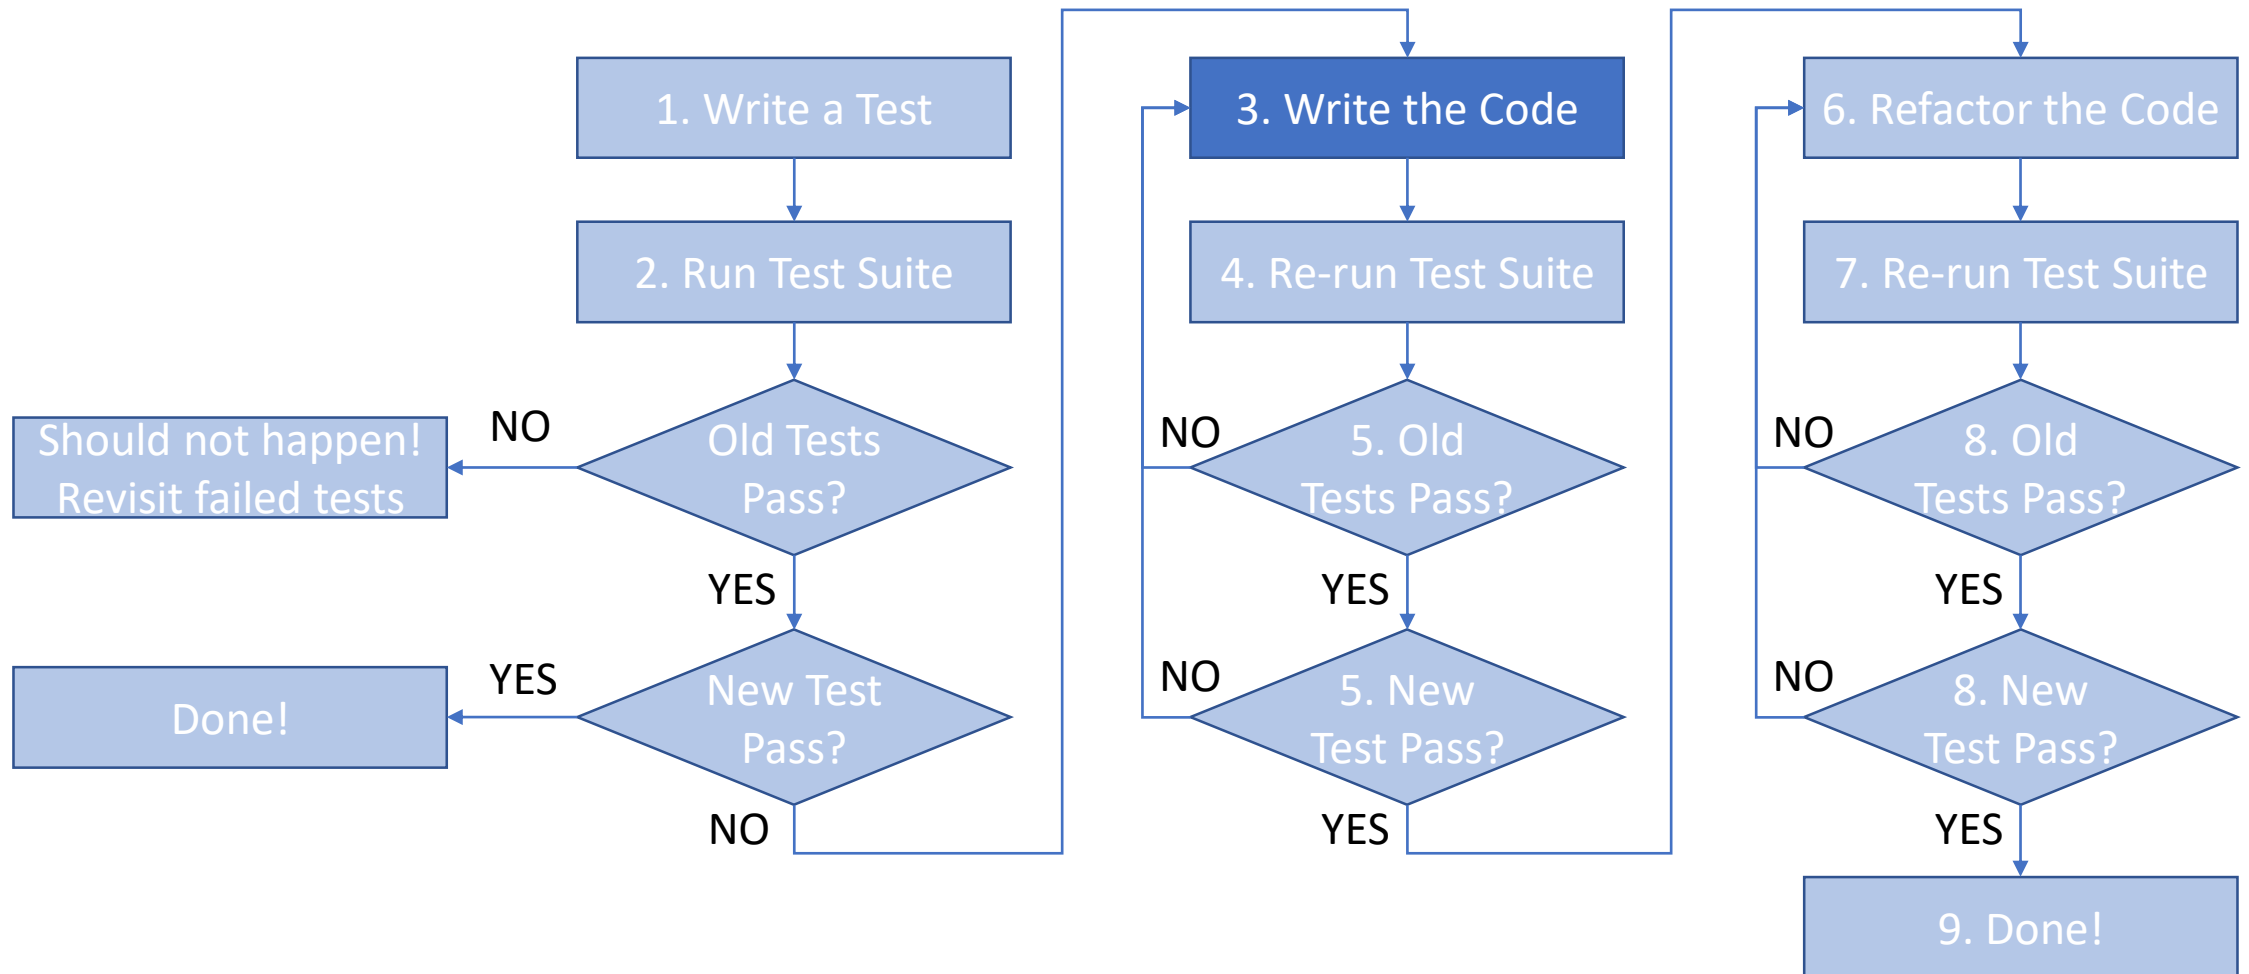 1. Write a Test
2. Run Test Suite
Old Tests
Pass?
NO
Should not happen!
Revisit failed tests
YES
New Test
Pass?
YES
Done!
NO
3. Write the Code
4. Re-run Test Suite
5. Old
Tests Pass?
NO
YES
5. New
Test Pass?
NO
YES
6. Refactor the Code
7. Re-run Test Suite
8. Old
Tests Pass?
NO
YES
8. New
Test Pass?
NO
YES
9. Done!